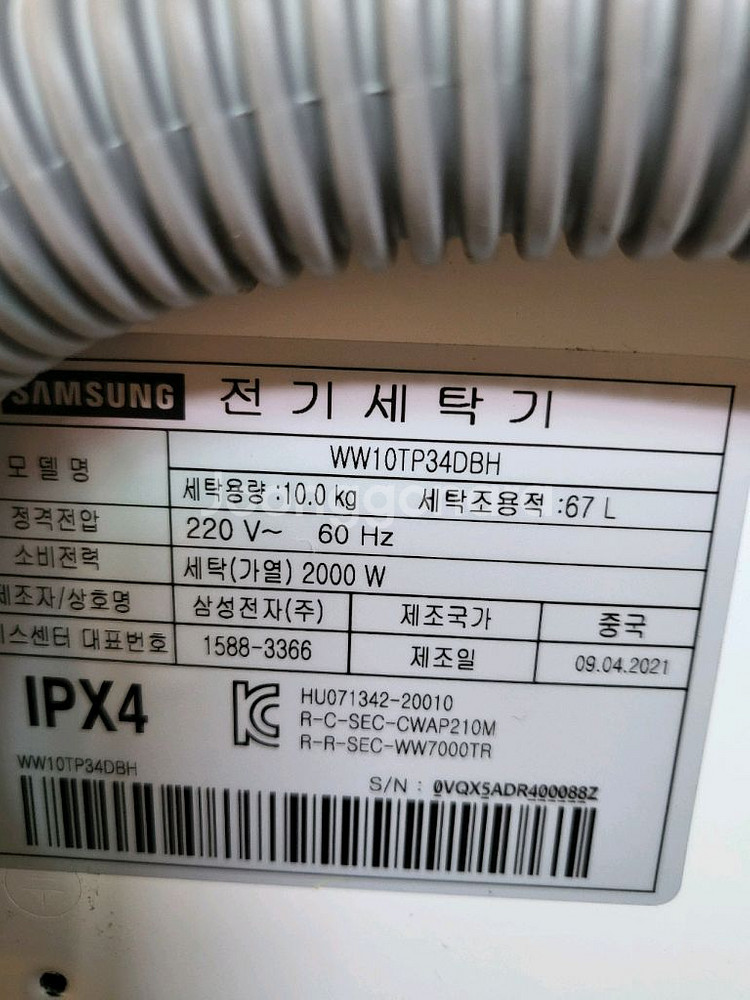 SAMSUNG 전기세탁기
모델명 WW10TP34DBH
세탁용량 :10.0 kg 세탁조용적 :67 L
정격전압 220 V~ 60 Hz
소비전력 세탁(가열) 2000 W
제조자/상호명 삼성전자(주) 제조국가 중국
스센터 대표번호 1588-3366 제조일 09.04.2021
IPX4
HU071342-20010
R-C-SEC-CWAP210M
R-R-SEC-WW7000TR
WW10TP34DBH
S/N : 0VQX5ADR400088Z